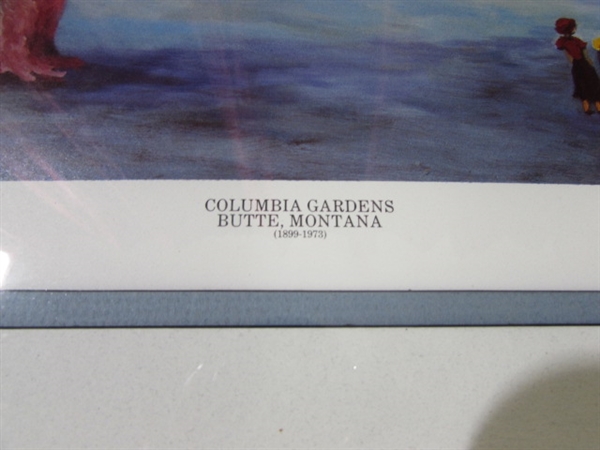 COLUMBIA GARDENS
BUTTE, MONTANA
(1899-1973)